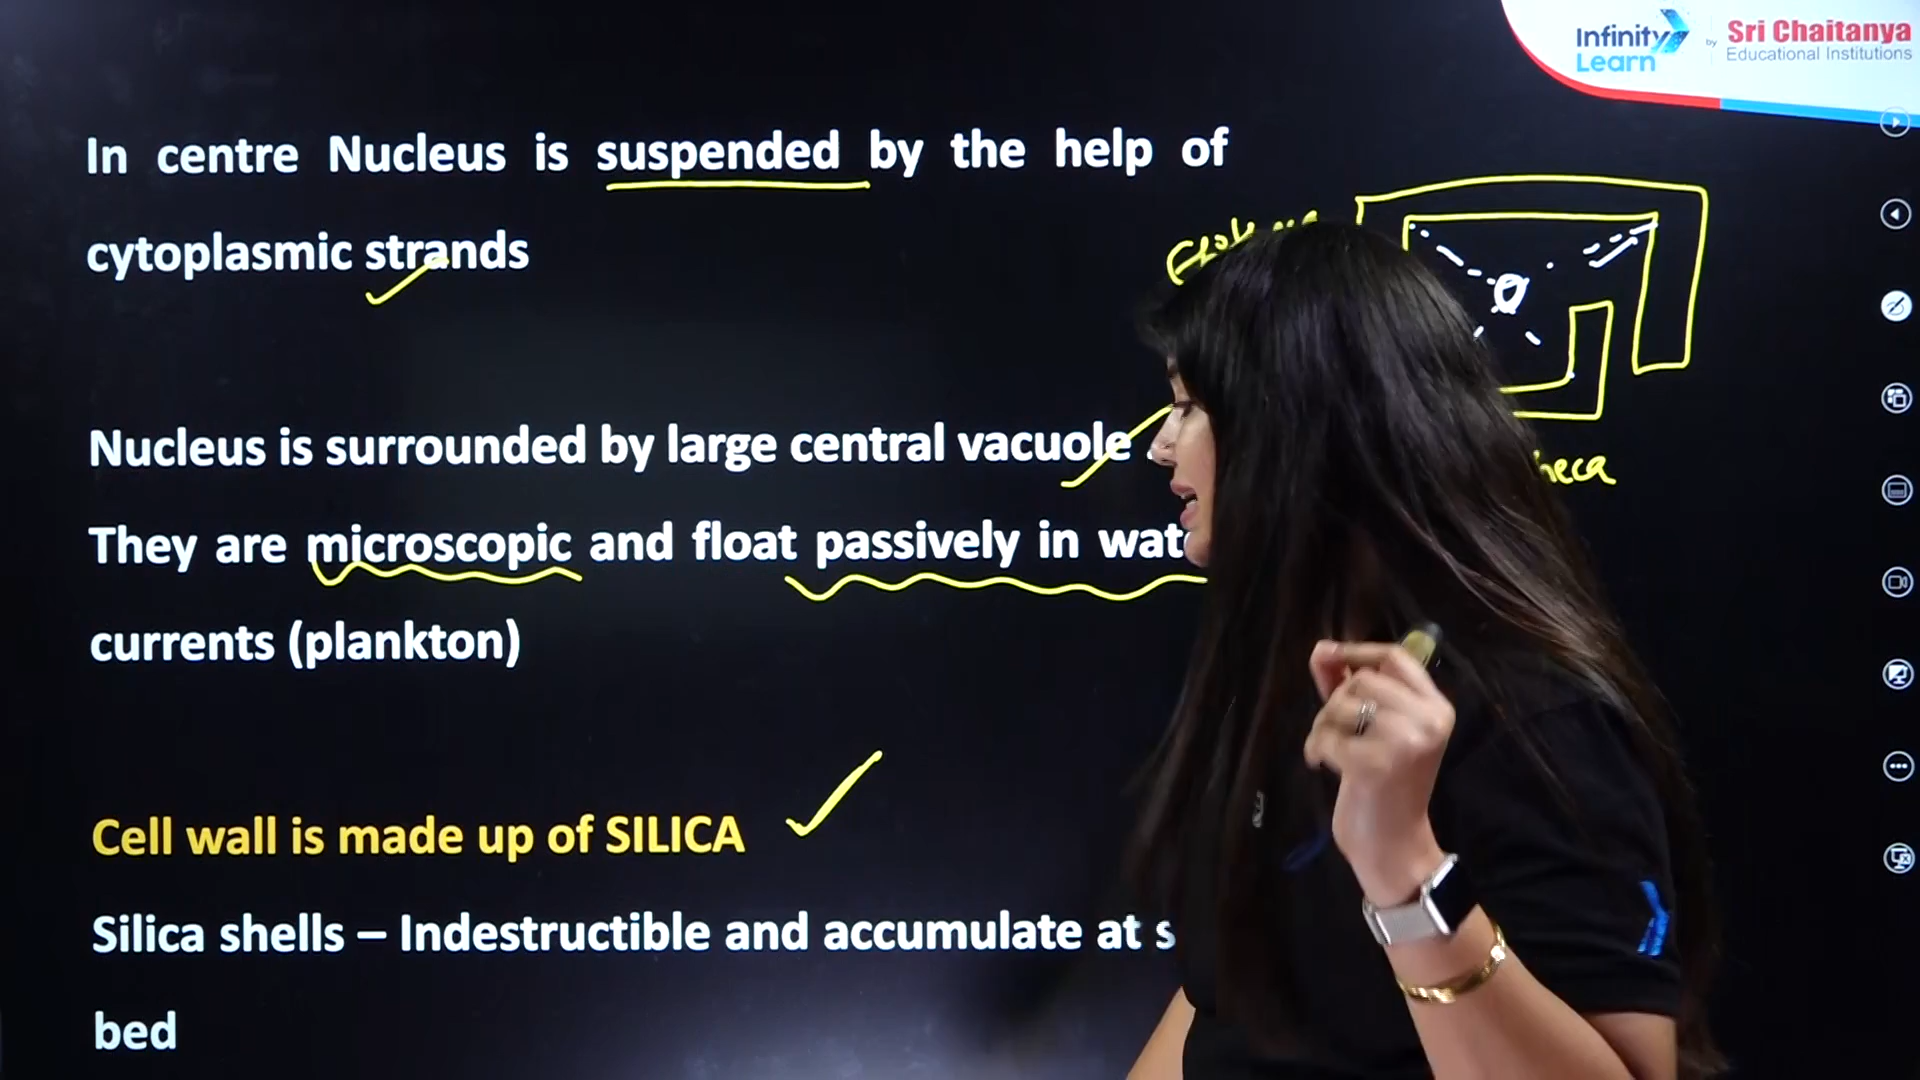 Infinity Learn
by
Sri Chaitanya
Educational Institutions
In centre Nucleus is suspended by the help of
cytoplasmic strands
Nucleus is surrounded by large central vacuole
They are microscopic and float passively in wat
currents (plankton)
Cell wall is made up of SILICA
Silica shells – Indestructible and accumulate at s
bed
heca